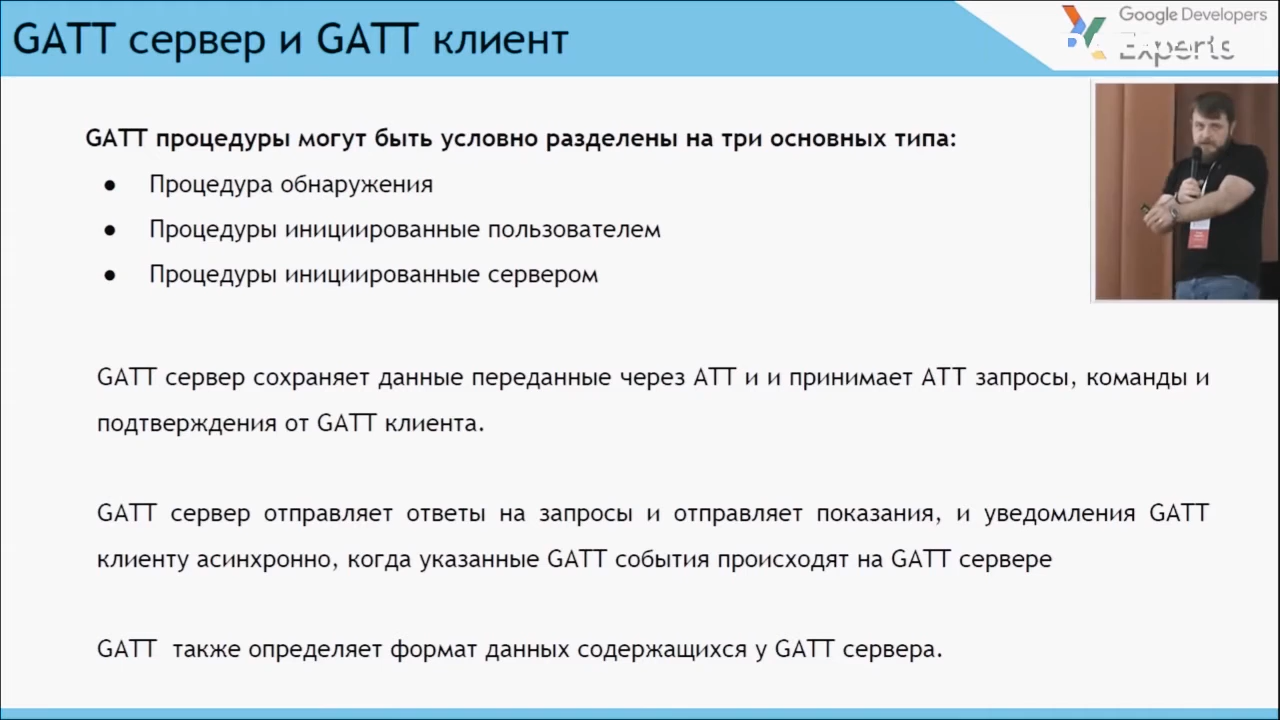 GATT сервер и GATT клиент
Google Developers
Experts
GATT процедуры могут быть условно разделены на три основных типа:
● Процедура обнаружения
● Процедуры инициированные пользователем
● Процедуры инициированные сервером
GATT сервер сохраняет данные переданные через ATT и и принимает ATT запросы, команды и
подтверждения от GATT клиента.
GATT сервер отправляет ответы на запросы и отправляет показания, и уведомления GATT
клиенту асинхронно, когда указанные GATT события происходят на GATT сервере
GATT также определяет формат данных содержащихся у GATT сервера.